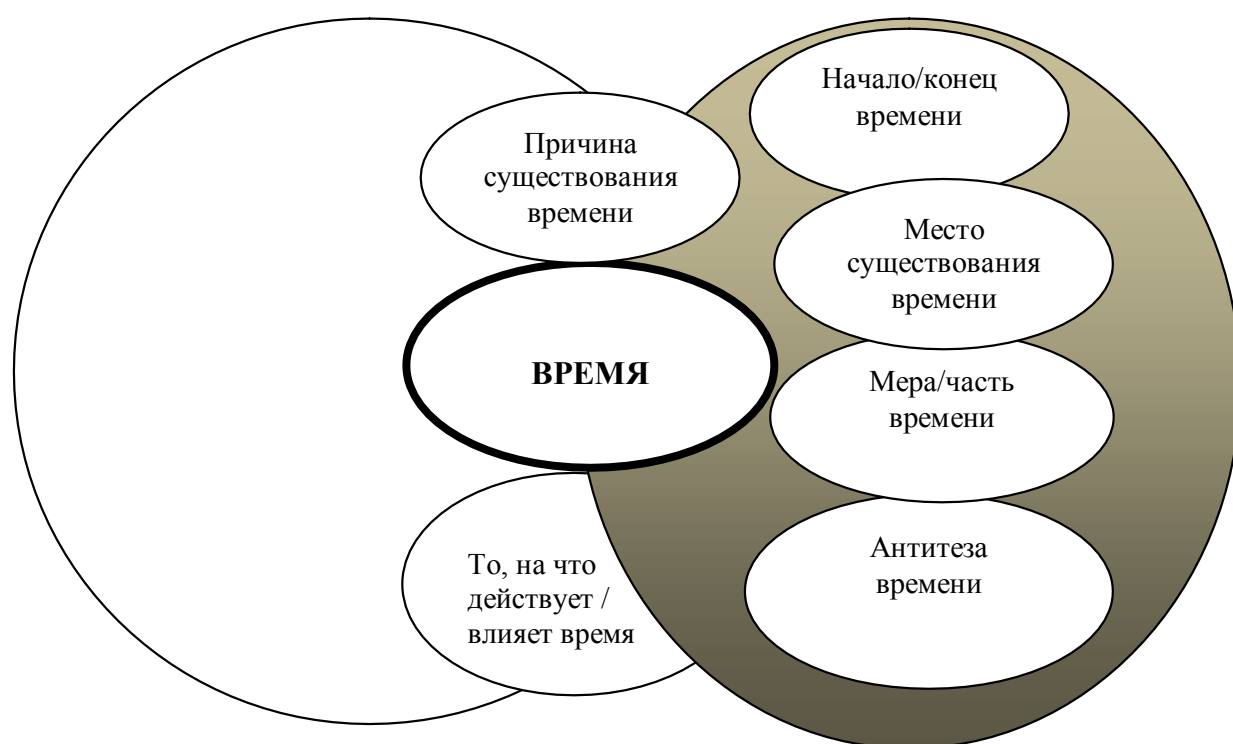 Причина
существования
времени
ВРЕМЯ
То, на что
действует /
влияет время
Начало/конец
времени
Место
существования
времени
Мера/часть
времени
Антитеза
времени